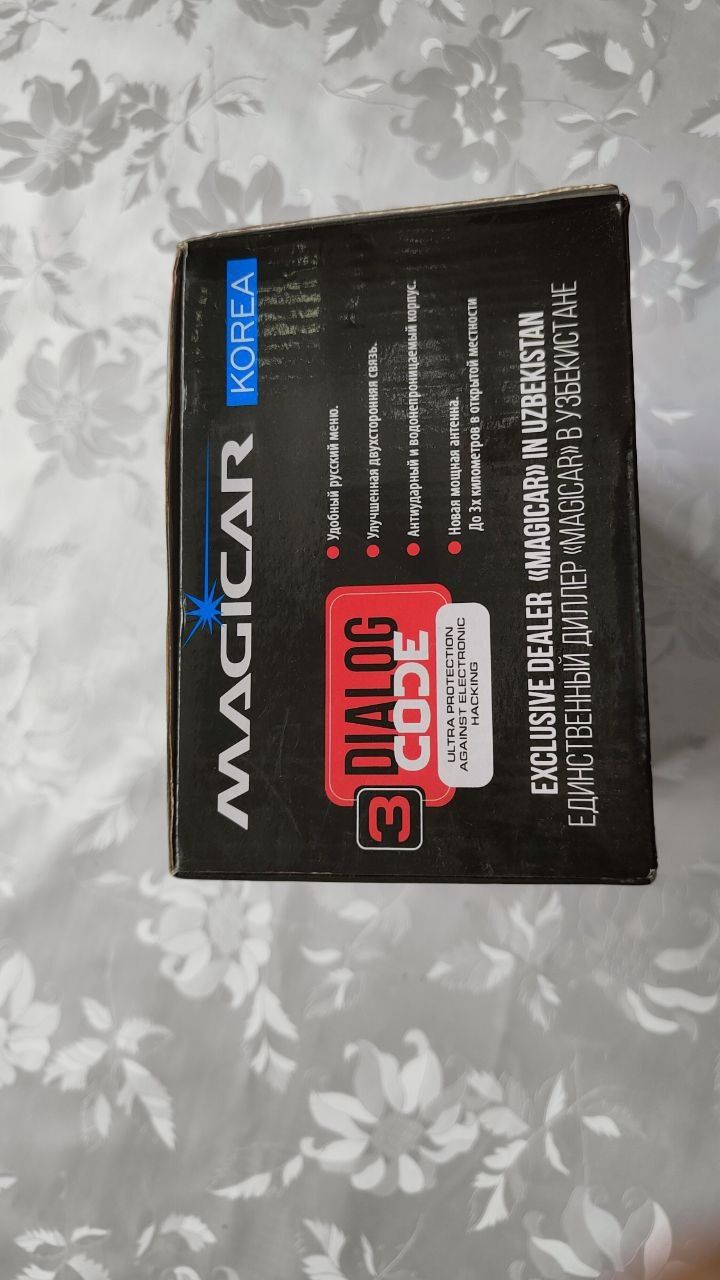 MAGICAR KOREA
3 DIALOG
CODE
ULTRA PROTECTION
AGAINST ELECTRONIC
HACKING
Удобный русский меню.
Улучшенная двухсторонняя связь.
Антиударный и водонепроницаемый корпус.
Новая мощная антенна.
До 3х километров в открытой местности
EXCLUSIVE DEALER «MAGICAR» IN UZBEKISTAN
ЕДИНСТВЕННЫЙ ДИЛЛЕР «MAGICAR» В УЗБЕКИСТАНЕ